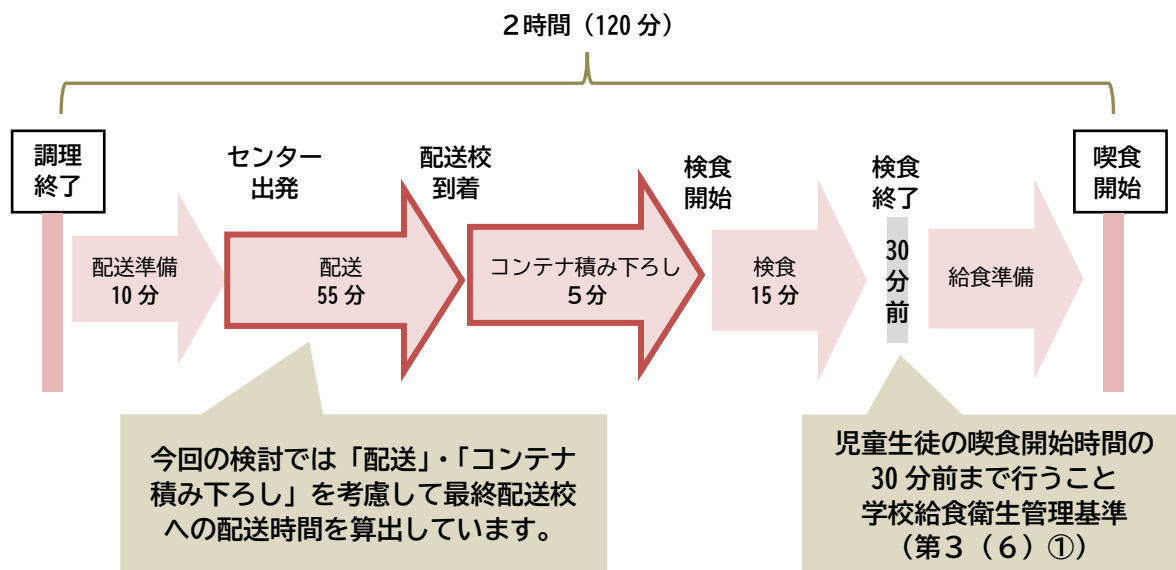 ２時間（120 分）
調理
終了
センター
出発
配送校
到着
検食
開始
検食
終了
喫食
開始
配送準備
10 分
配送
55 分
コンテナ積み下ろし
５分
検食
15 分
30
分
前
給食準備
今回の検討では「配送」・「コンテナ
積み下ろし」を考慮して最終配送校
への配送時間を算出しています。
児童生徒の喫食開始時間の
30 分前まで行うこと
学校給食衛生管理基準
（第３（６）①）